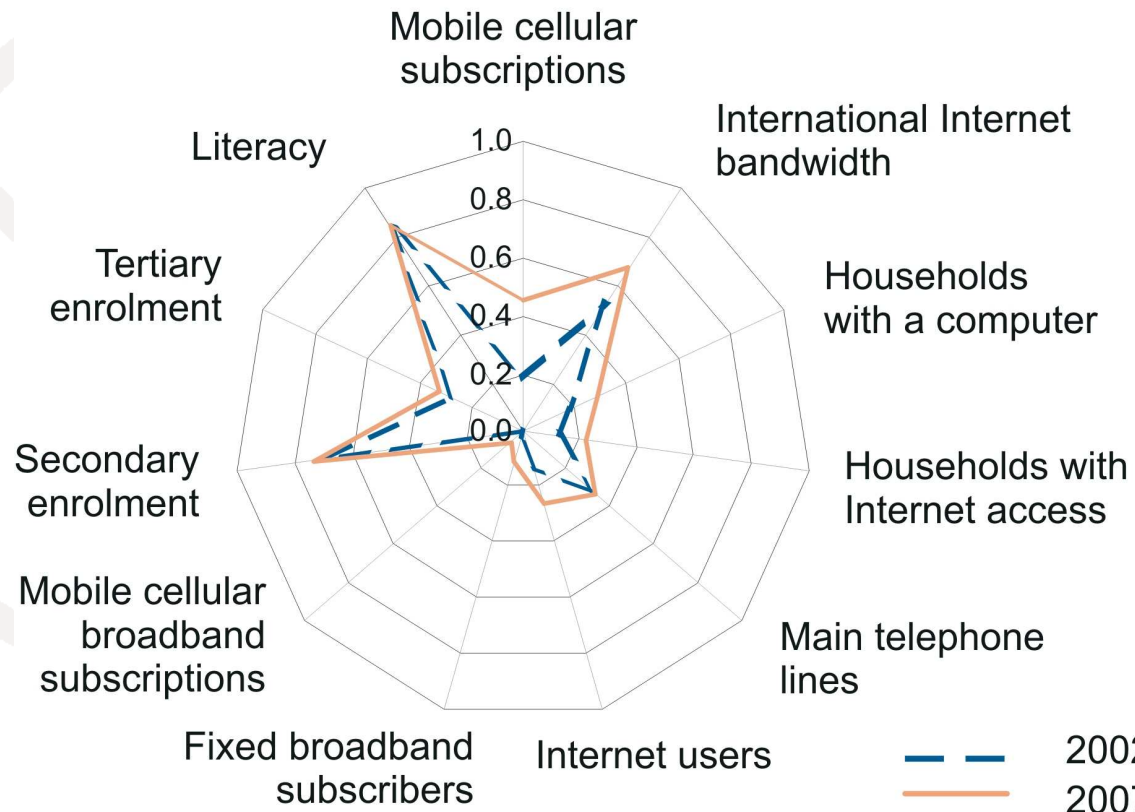 Mobile cellular
subscriptions
International Internet
bandwidth
Literacy
1.0
0.8
0.6
0.4
0.2
0.0
Tertiary
enrolment
Households
with a computer
Secondary
enrolment
Households with
Internet access
Mobile cellular
broadband
subscriptions
Main telephone
lines
Fixed broadband
subscribers
Internet users
2002
2007